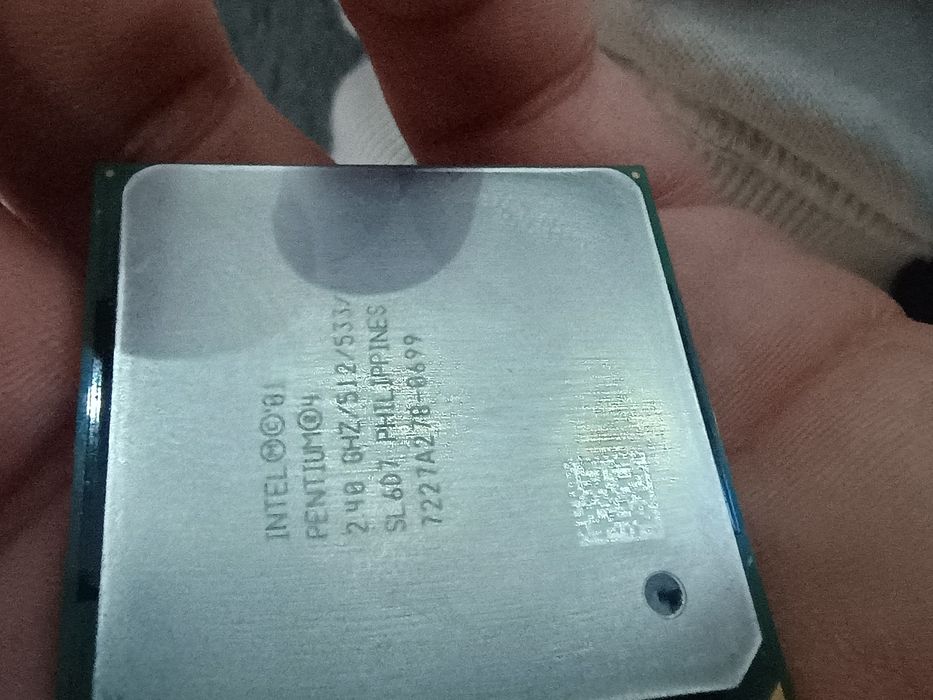 INTEL Ⓜ©'01
PENTIUM®4
2.40 GHZ/512/533/
SL6D7 PHILIPPINES
7227A278-0699